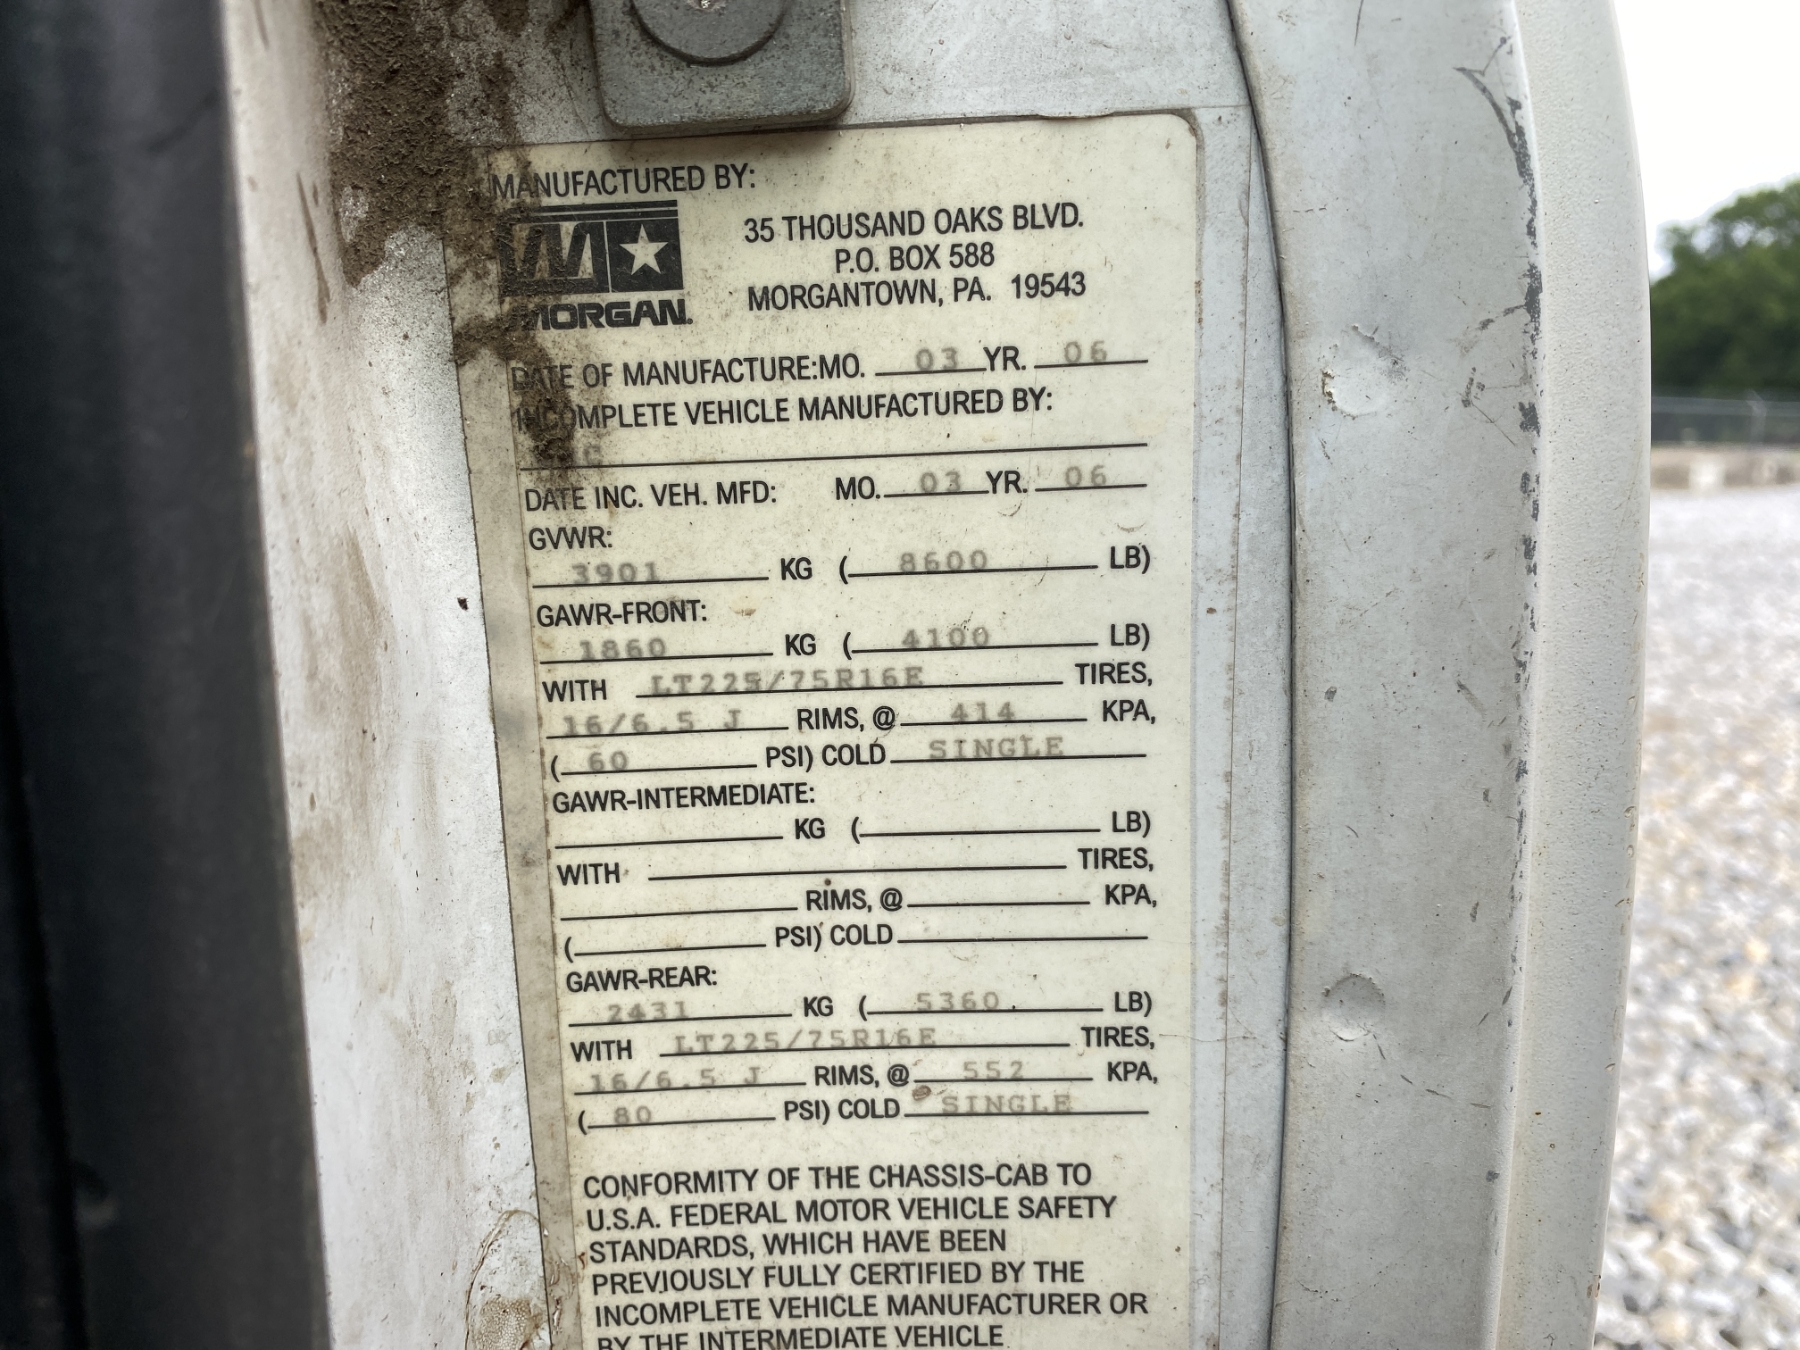 MANUFACTURED BY:
MORGAN
35 THOUSAND OAKS BLVD.
P.O. BOX 588
MORGANTOWN, PA. 19543
DATE OF MANUFACTURE:MO. 03 YR. 06
INCOMPLETE VEHICLE MANUFACTURED BY:
DATE INC. VEH. MFD: MO. 03 YR. 06
GVWR:
3901 KG ( 8600 LB)
GAWR-FRONT:
1860 KG ( 4100 LB)
WITH LT225/75R16E TIRES,
16/6.5 J RIMS, @ 414 KPA,
( 60 PSI) COLD SINGLE
GAWR-INTERMEDIATE:
KG ( LB)
WITH TIRES,
RIMS, @ KPA,
( PSI) COLD
GAWR-REAR:
2431 KG ( 5360 LB)
WITH LT225/75R16E TIRES,
16/6.5 J RIMS, @ 552 KPA,
( 80 PSI) COLD SINGLE
CONFORMITY OF THE CHASSIS-CAB TO
U.S.A. FEDERAL MOTOR VEHICLE SAFETY
STANDARDS, WHICH HAVE BEEN
PREVIOUSLY FULLY CERTIFIED BY THE
INCOMPLETE VEHICLE MANUFACTURER OR
BY THE INTERMEDIATE VEHICLE